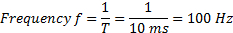 Frequency f = 1/T = 1/10 ms = 100 Hz